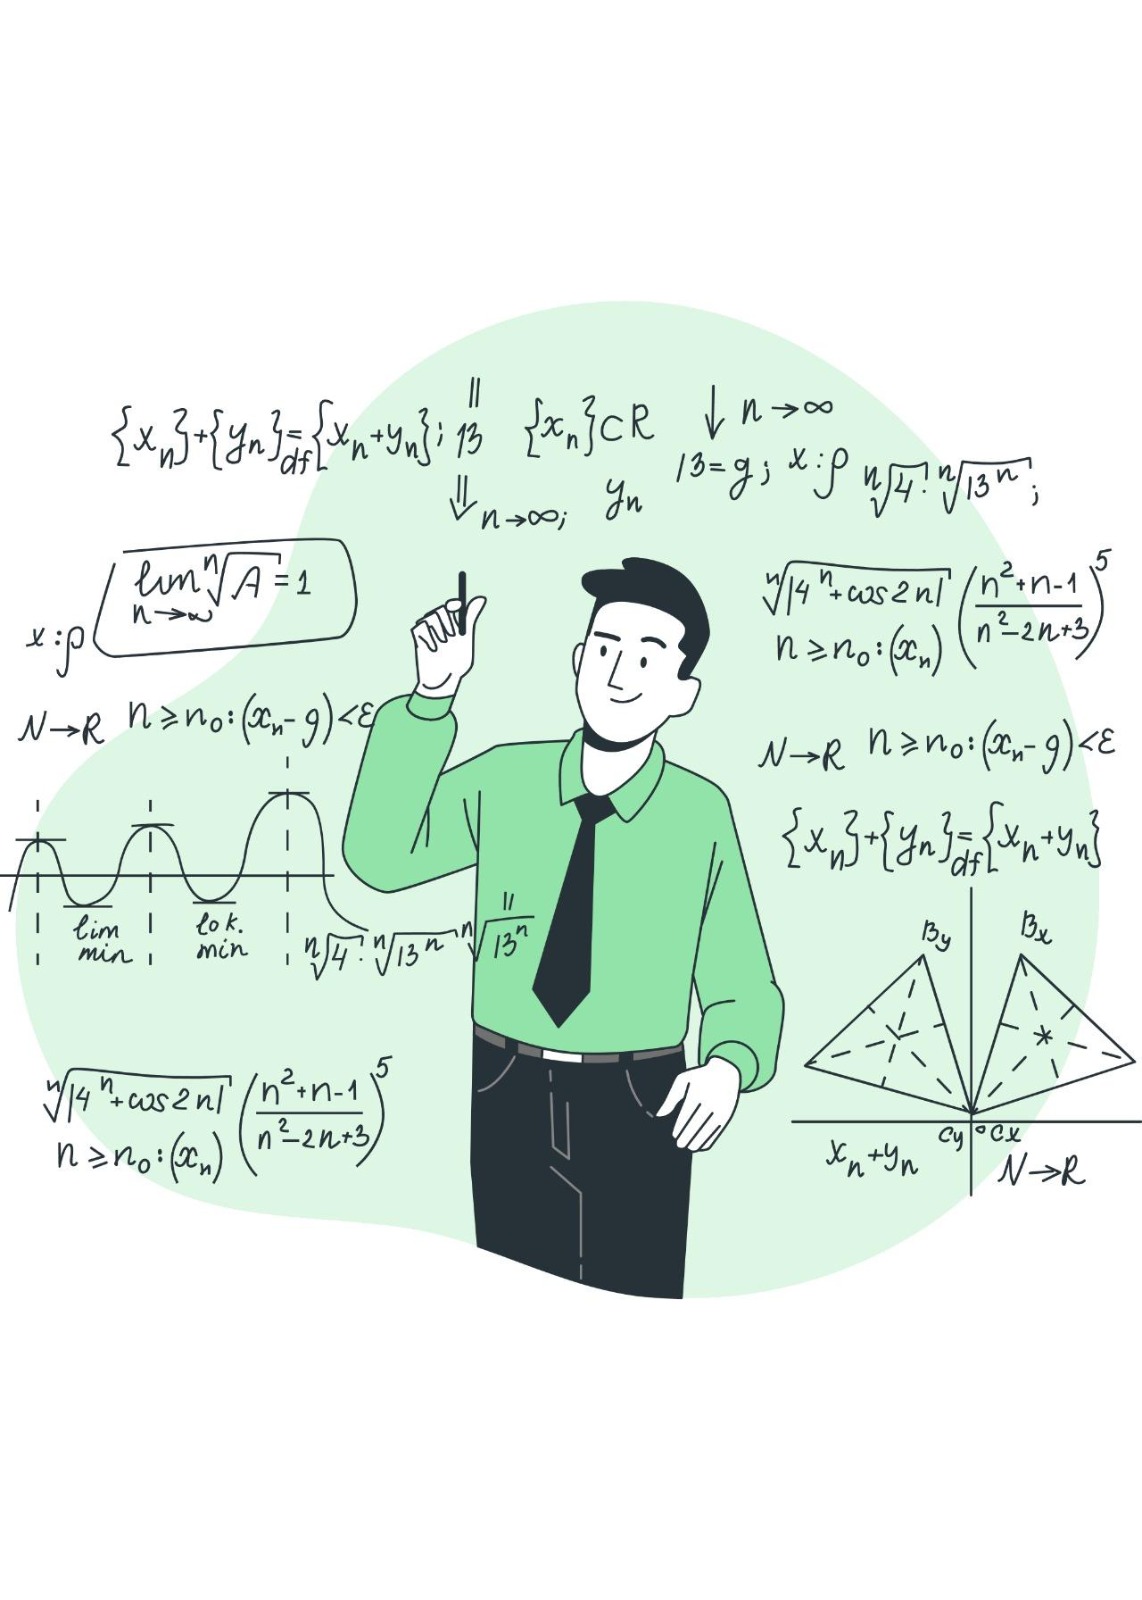 {xₙ}+{yₙ}=df{xₙ+yₙ}; 13 {xₙ}⊂R ↓ n→∞
13=g; x:ρ ⁿ√4! ⁿ√13ⁿ;
⇓ n→∞; yₙ
lim n→∞ ⁿ√A = 1
x:ρ
N→R n≥n₀:(xₙ-g)<ε
lim min
lok. min
ⁿ√4! ⁿ√13ⁿ ⁿ√13ⁿ
ⁿ√|4ⁿ+cos2n| (n²+n-1 / n²-2n+3)⁵
n≥n₀:(xₙ)
ⁿ√|4ⁿ+cos2n| (n²+n-1 / n²-2n+3)⁵
n≥n₀:(xₙ)
N→R n≥n₀:(xₙ-g)<ε
{xₙ}+{yₙ}=df{xₙ+yₙ}
By Bx
Cy o Cx
xₙ+yₙ N→R